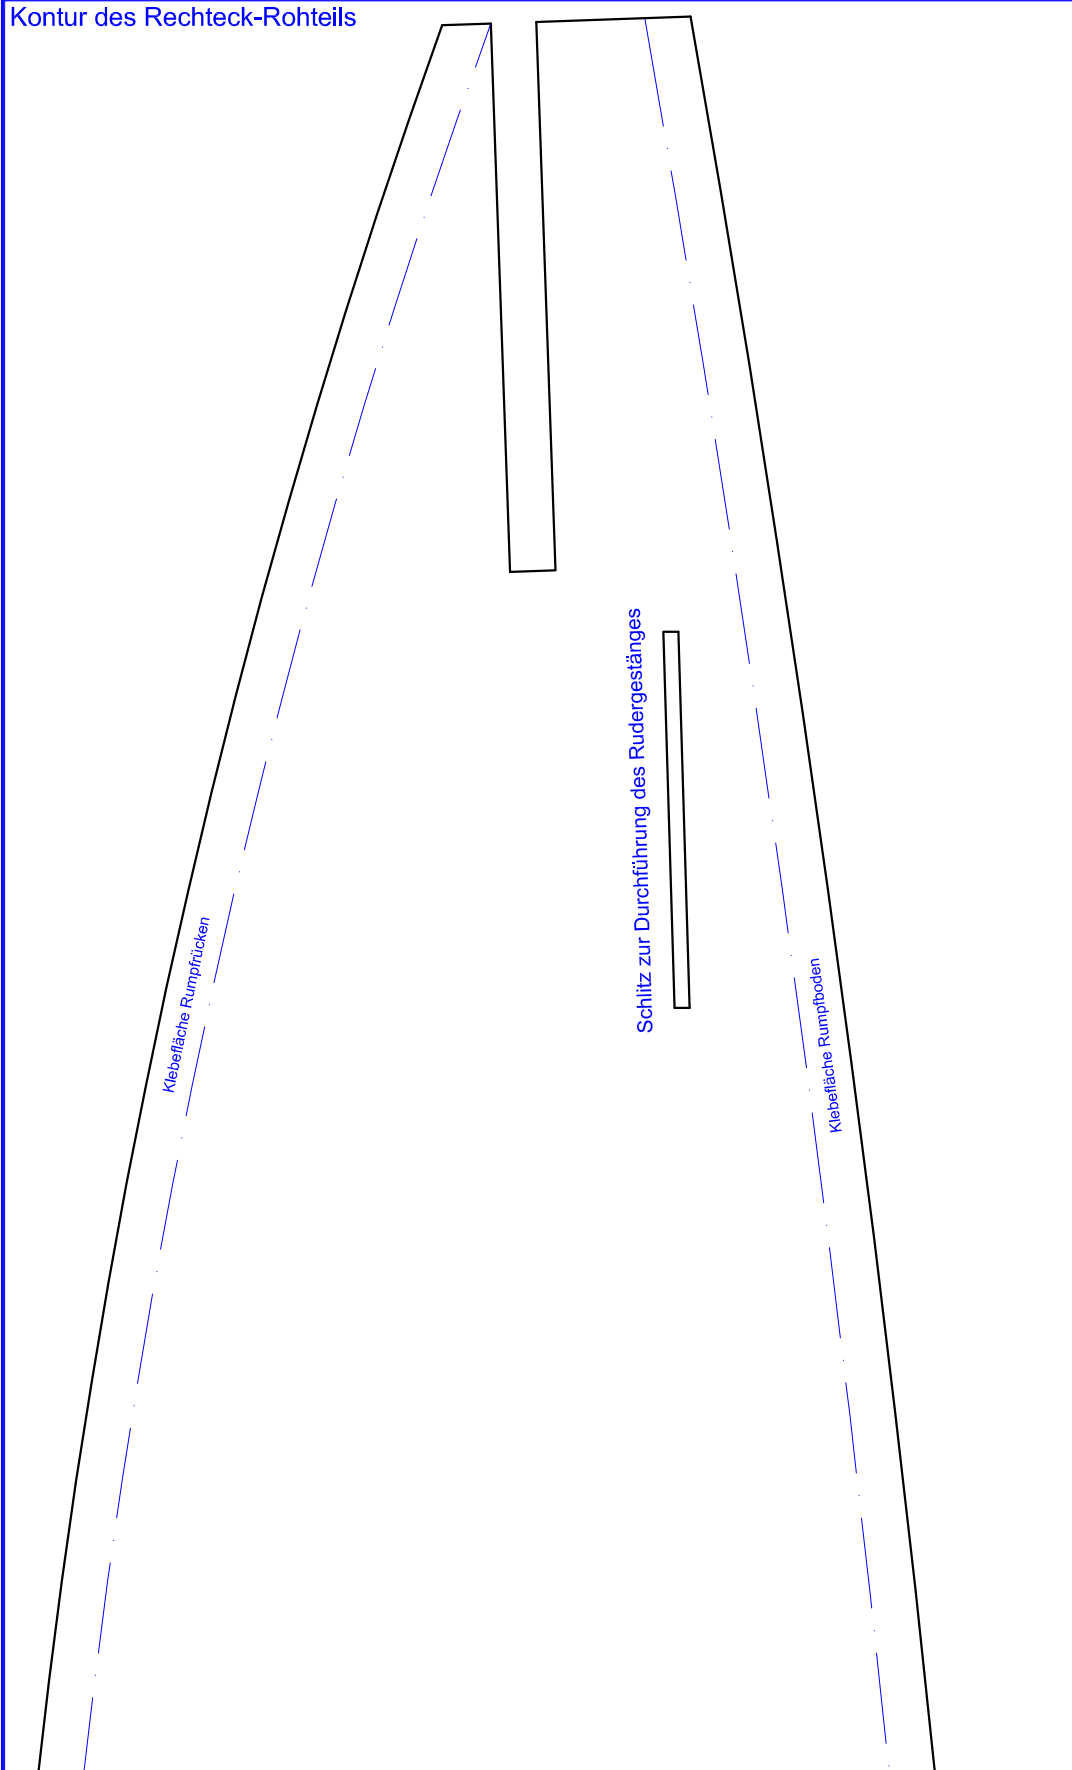 Kontur des Rechteck-Rohteils
Schlitz zur Durchführung des Rudergestänges
Klebefläche Rumpfrücken
Klebefläche Rumpfboden